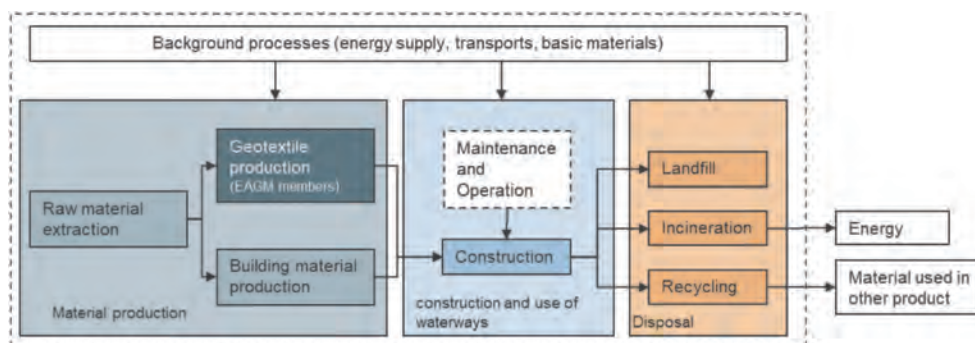 Background processes (energy supply, transports, basic materials)
Geotextile
production
(EAGM members)
Raw material
extraction
Building material
production
Material production
Maintenance
and
Operation
Construction
construction and use of
waterways
Landfill
Incineration
Recycling
Disposal
Energy
Material used in
other product